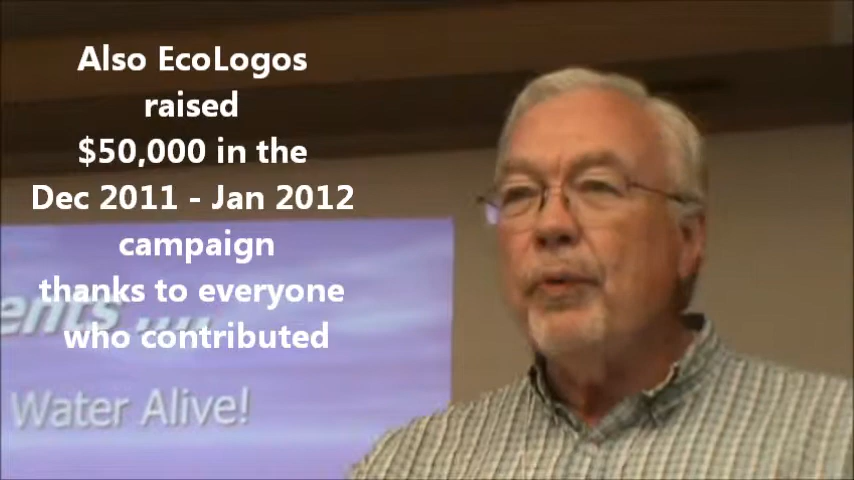 Also EcoLogos
raised
$50,000 in the
Dec 2011 - Jan 2012
campaign
thanks to everyone
ents ....
who contributed
Water Alive!